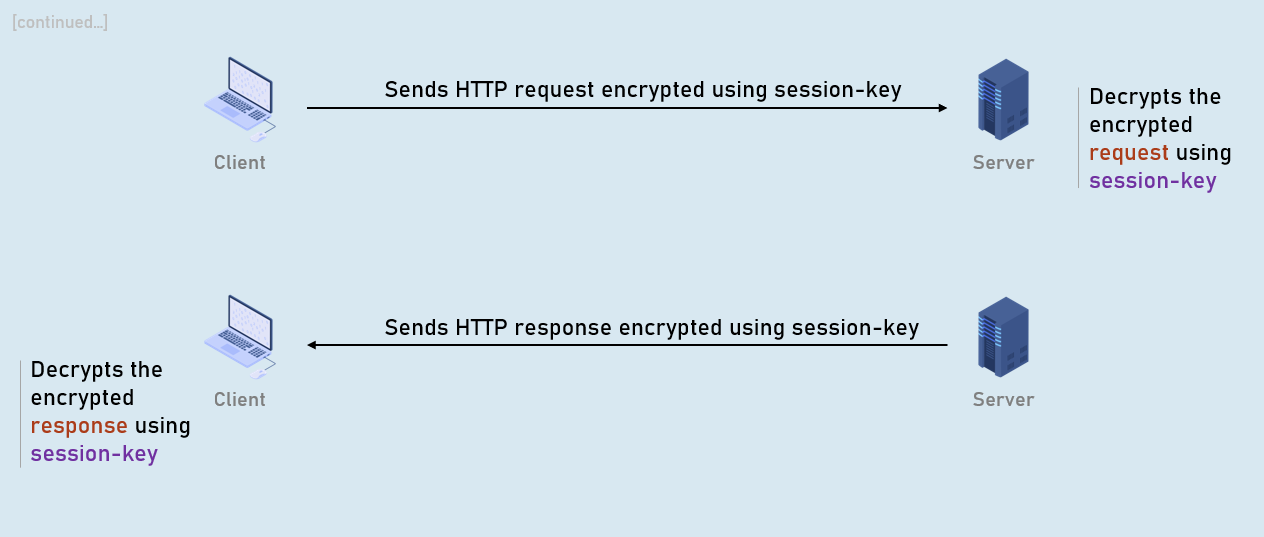 [continued...]
Sends HTTP request encrypted using session-key
Client
Server
Decrypts the
encrypted
request using
session-key
Sends HTTP response encrypted using session-key
Client
Server
Decrypts the
encrypted
response using
session-key